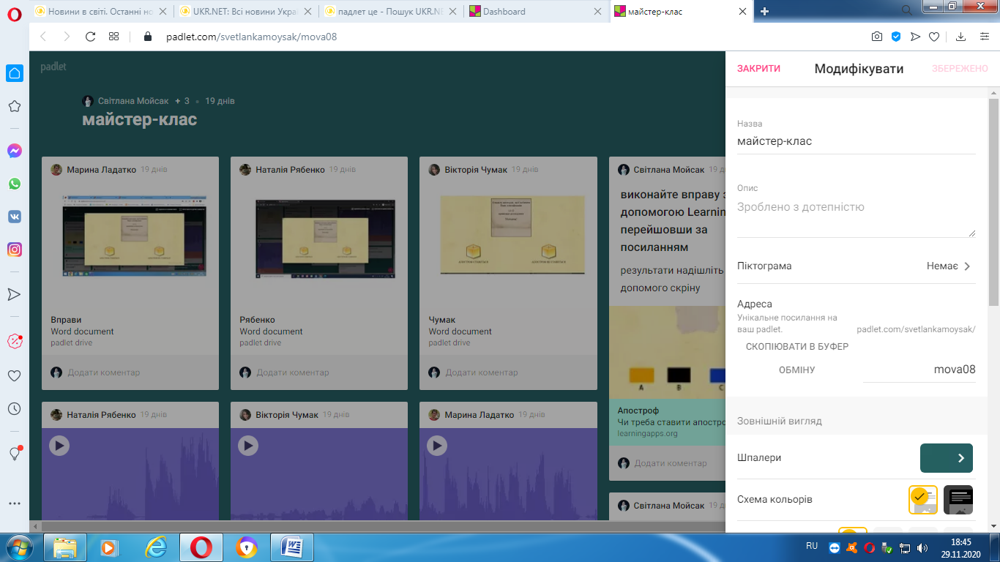 Новини в світі. Останні но
UKR.NET: Всі новини Украї
падлет це - Пошук UKR.NE
Dashboard
майстер-клас
padlet.com/svetlankamoysak/mova08
padlet
Світлана Мойсак + 3 • 19 днів
майстер-клас
Марина Ладатко 19 днів
Вправи
Word document
padlet drive
Додати коментар
Наталія Рябенко 19 днів
Рябенко
Word document
padlet drive
Додати коментар
Вікторія Чумак 19 днів
Чумак
Word document
padlet drive
Додати коментар
Світлана Мойсак 19 д
виконайте вправу з
допомогою Learnin
перейшовши за
посиланням
результати надішліть
допомого скріну
A B C
Апостроф
Чи треба ставити апостро
learningapps.org
Додати коментар
Наталія Рябенко 19 днів
Вікторія Чумак 19 днів
Марина Ладатко 19 днів
Світлана Мойсак 19 д
ЗАКРИТИ
Модифікувати
ЗБЕРЕЖЕНО
Назва
майстер-клас
Опис
Зроблено з дотепністю
Піктограма
Немає
Адреса
Унікальне посилання на
ваш padlet.
padlet.com/svetlankamoysak/
СКОПІЮВАТИ В БУФЕР
ОБМІНУ
mova08
Зовнішній вигляд
Шпалери
Схема кольорів
RU
18:45
29.11.2020